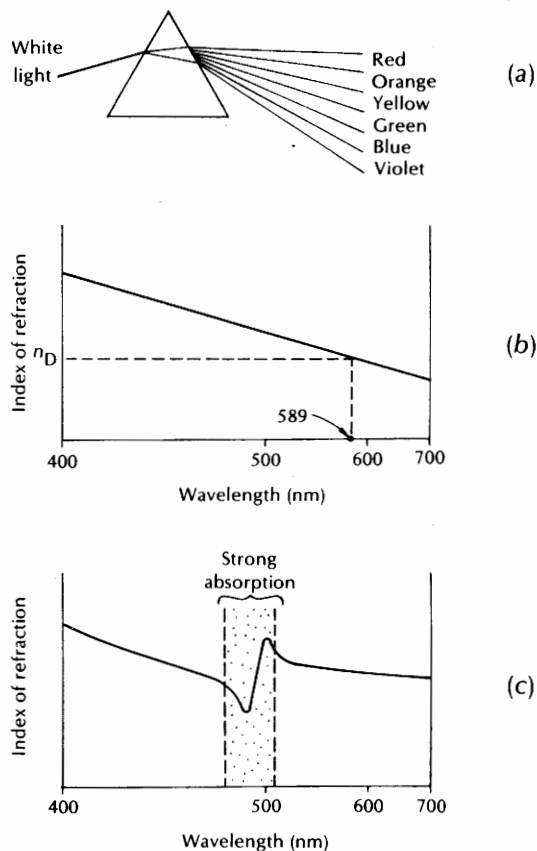 White
light
Red
Orange
Yellow
Green
Blue
Violet
(a)
Index of refraction
nD
589
400
500
600
700
Wavelength (nm)
(b)
Strong
absorption
Index of refraction
400
500
600
700
Wavelength (nm)
(c)